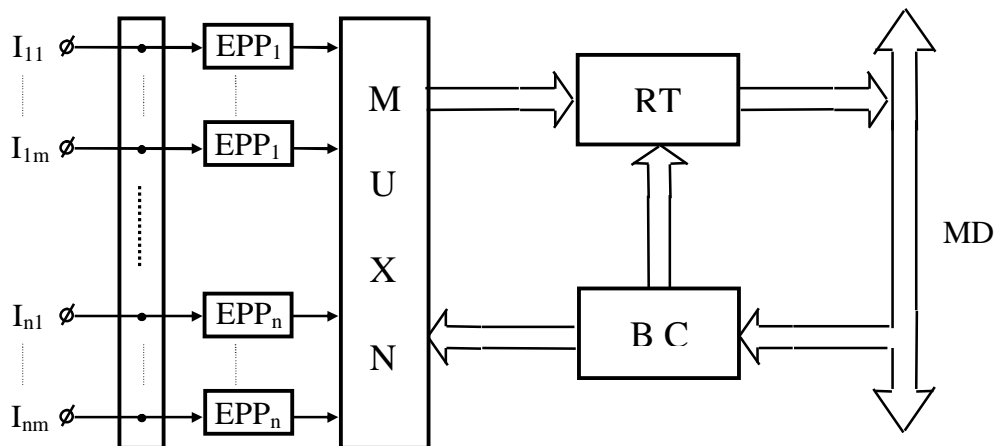 I11 EPP1
I1m EPP1
In1 EPPn
Inm EPPn
M
U
X
N
RT
B C
MD